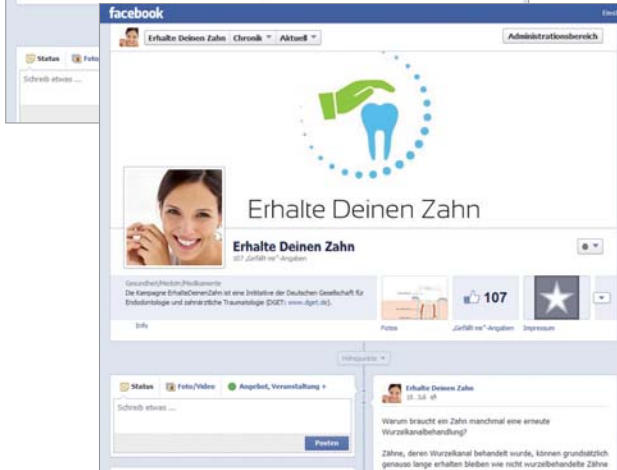 facebook
Erhalte Deinen Zahn Chronik Aktuell
Administrationsbereich
Status Foto
Schreib etwas ...
Erhalte Deinen Zahn
Erhalte Deinen Zahn
107 „Gefällt mir“-Angaben
Gesundheit/Medizin/Medikamente
Die Kampagne ErhalteDeinenZahn ist eine Initiative der Deutschen Gesellschaft für
Endodontologie und zahnärztliche Traumatologie (DGET: www.dget.de).
Info
Fotos
107
„Gefällt mir“-Angaben
Impressum
Höhepunkte
Status Foto/Video Angebot, Veranstaltung +
Schreib etwas ...
Posten
Erhalte Deinen Zahn
Warum braucht ein Zahn manchmal eine erneute
Wurzelkanalbehandlung?
Zähne, deren Wurzelkanal behandelt wurde, können grundsätzlich
genauso lange erhalten bleiben wie nicht wurzelbehandelte Zähne